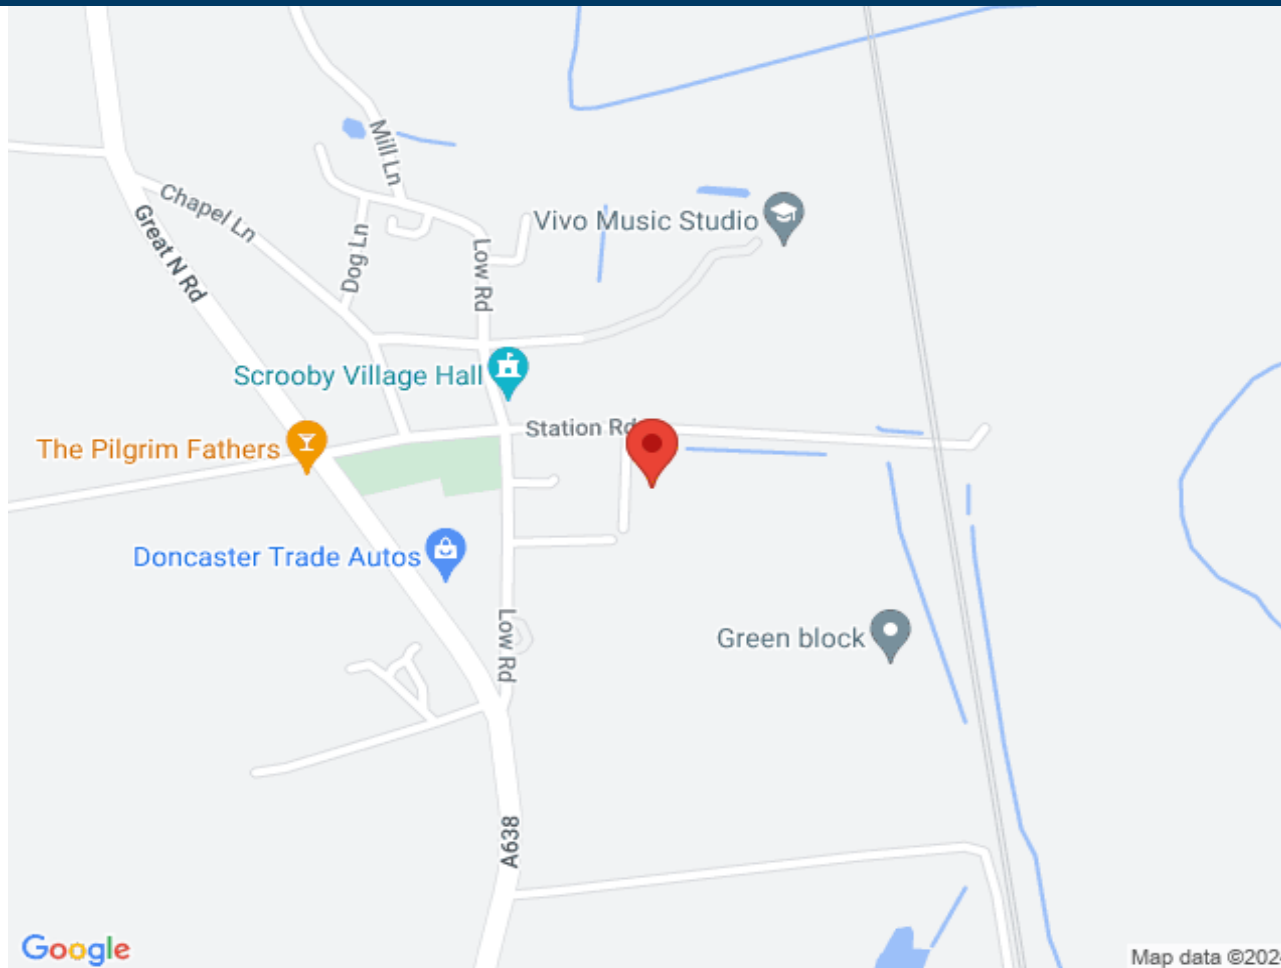 Mill Ln
Chapel Ln
Great N Rd
Dog Ln
Low Rd
Vivo Music Studio
Scrooby Village Hall
Station Rd
The Pilgrim Fathers
Doncaster Trade Autos
Low Rd
Green block
A638
Google
Map data ©202